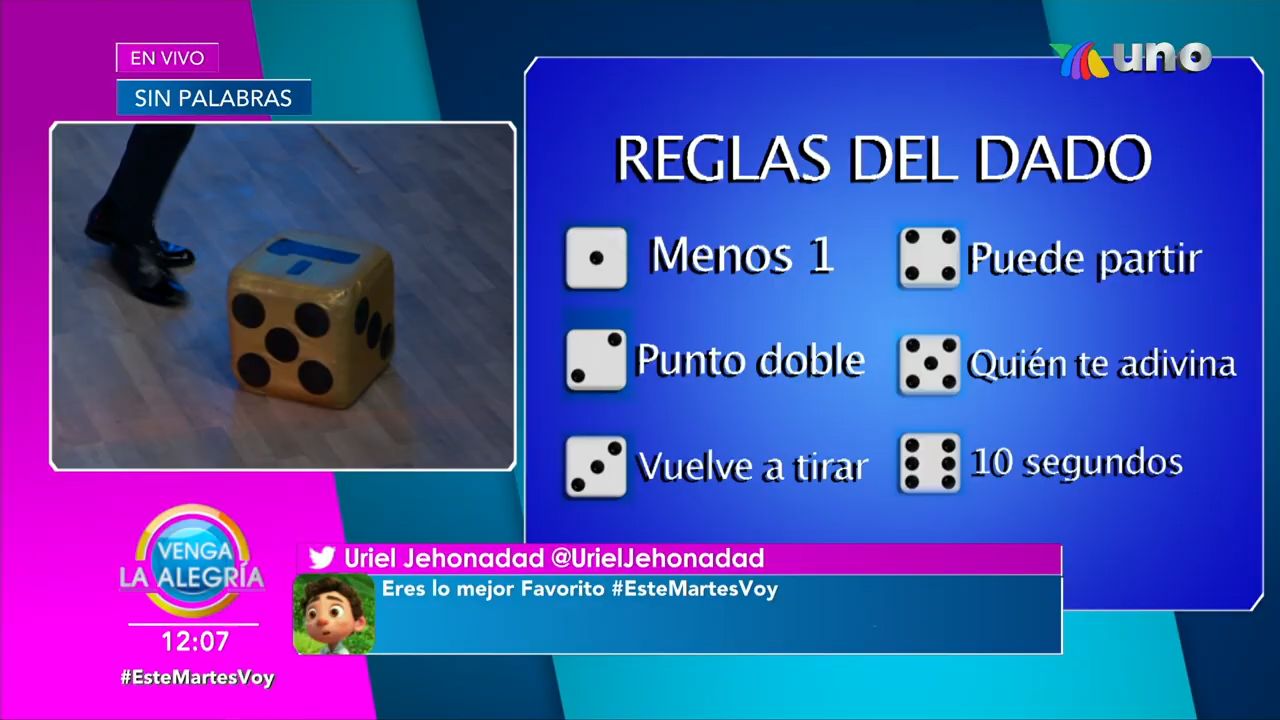 EN VIVO
SIN PALABRAS
uno
REGLAS DEL DADO
Menos 1
Puede partir
Punto doble
Quién te adivina
Vuelve a tirar
10 segundos
-1
Uriel Jehonadad @UrielJehonadad
Eres lo mejor Favorito #EsteMartesVoy
VENGA
LA ALEGRÍA
12:07
#EsteMartesVoy